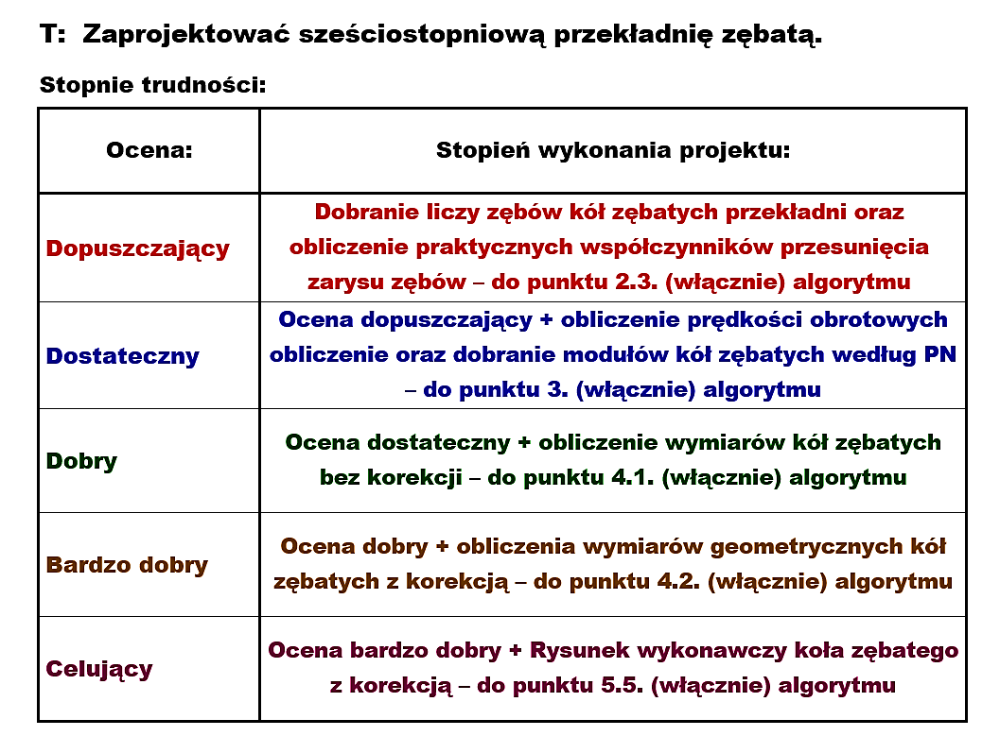 T:  Zaprojektować sześciostopniową przekładnię zębatą.
Stopnie trudności:
Ocena:
Stopień wykonania projektu:
Dopuszczający
Dobranie liczy zębów kół zębatych przekładni oraz
obliczenie praktycznych współczynników przesunięcia
zarysu zębów – do punktu 2.3. (włącznie) algorytmu
Dostateczny
Ocena dopuszczający + obliczenie prędkości obrotowych
obliczenie oraz dobranie modułów kół zębatych według PN
– do punktu 3. (włącznie) algorytmu
Dobry
Ocena dostateczny + obliczenie wymiarów kół zębatych
bez korekcji – do punktu 4.1. (włącznie) algorytmu
Bardzo dobry
Ocena dobry + obliczenia wymiarów geometrycznych kół
zębatych z korekcją – do punktu 4.2. (włącznie) algorytmu
Celujący
Ocena bardzo dobry + Rysunek wykonawczy koła zębatego
z korekcją – do punktu 5.5. (włącznie) algorytmu